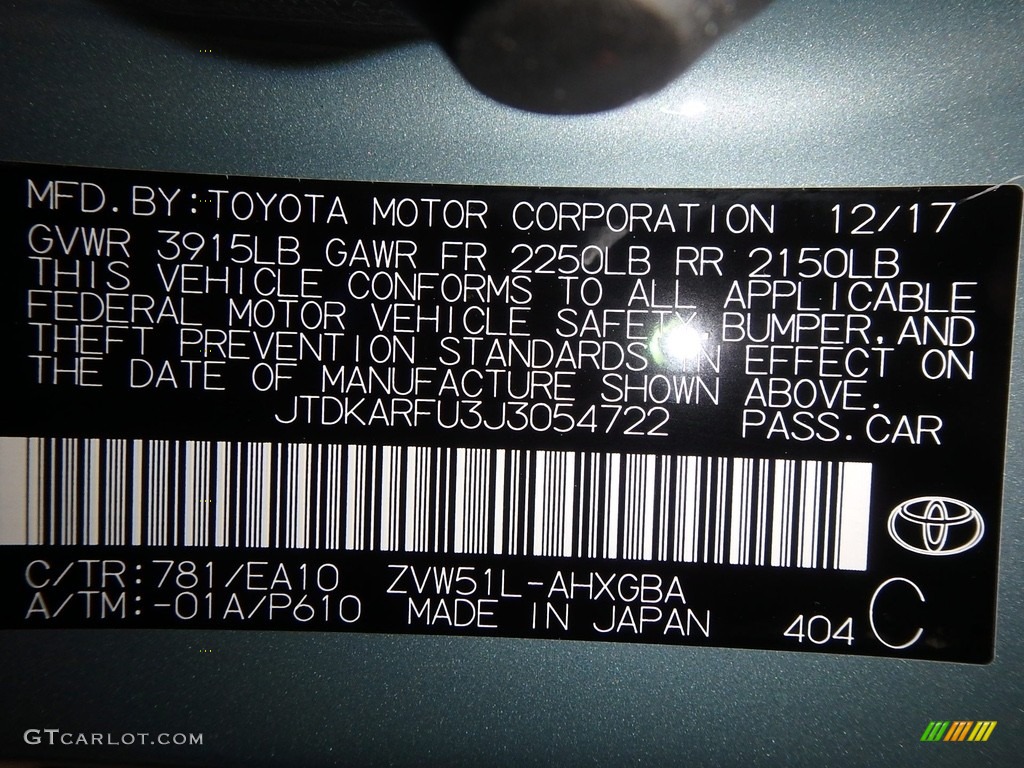 MFD.BY:TOYOTA MOTOR CORPORATION 12/17
GVWR 3915LB GAWR FR 2250LB RR 2150LB
THIS VEHICLE CONFORMS TO ALL APPLICABLE
FEDERAL MOTOR VEHICLE SAFETY,BUMPER,AND
THEFT PREVENTION STANDARDS IN EFFECT ON
THE DATE OF MANUFACTURE SHOWN ABOVE.
JTDKARFU3J3054722 PASS.CAR
C/TR:781/EA10 ZVW51L-AHXGBA
A/TM:-01A/P610 MADE IN JAPAN 404 C
GTCARLOT.COM